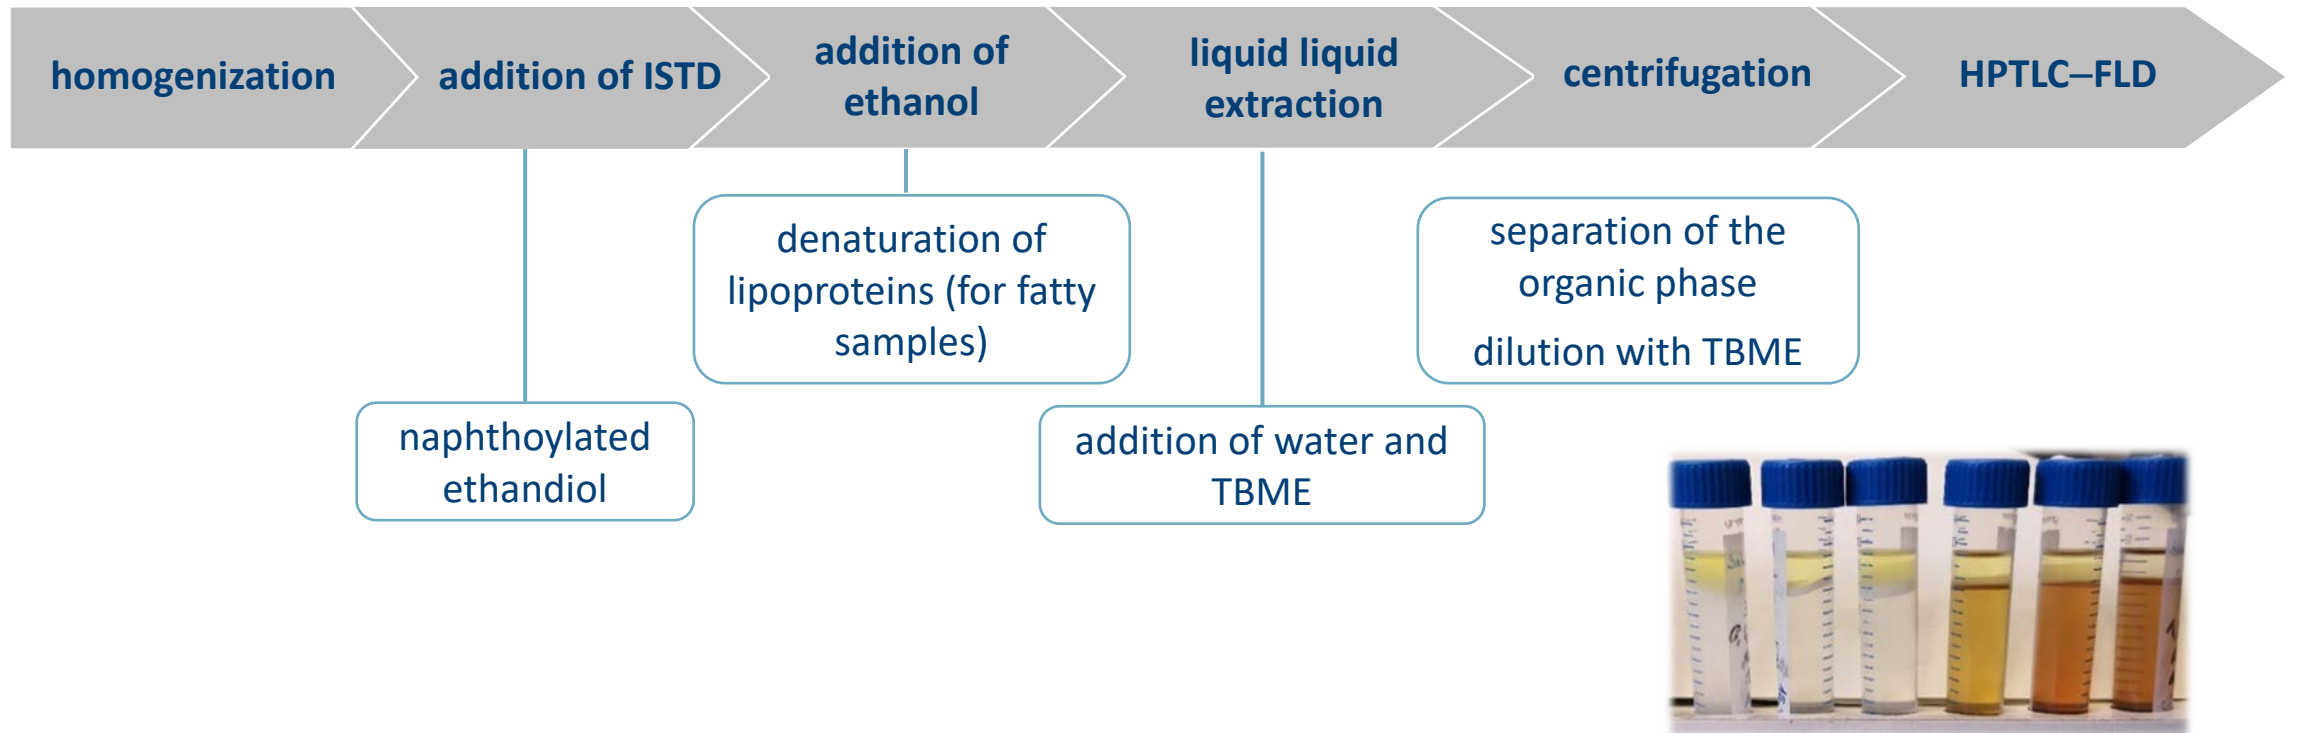 homogenization
addition of ISTD
addition of
ethanol
liquid liquid
extraction
centrifugation
HPTLC–FLD
denaturation of
lipoproteins (for fatty
samples)
separation of the
organic phase
dilution with TBME
naphthoylated
ethandiol
addition of water and
TBME